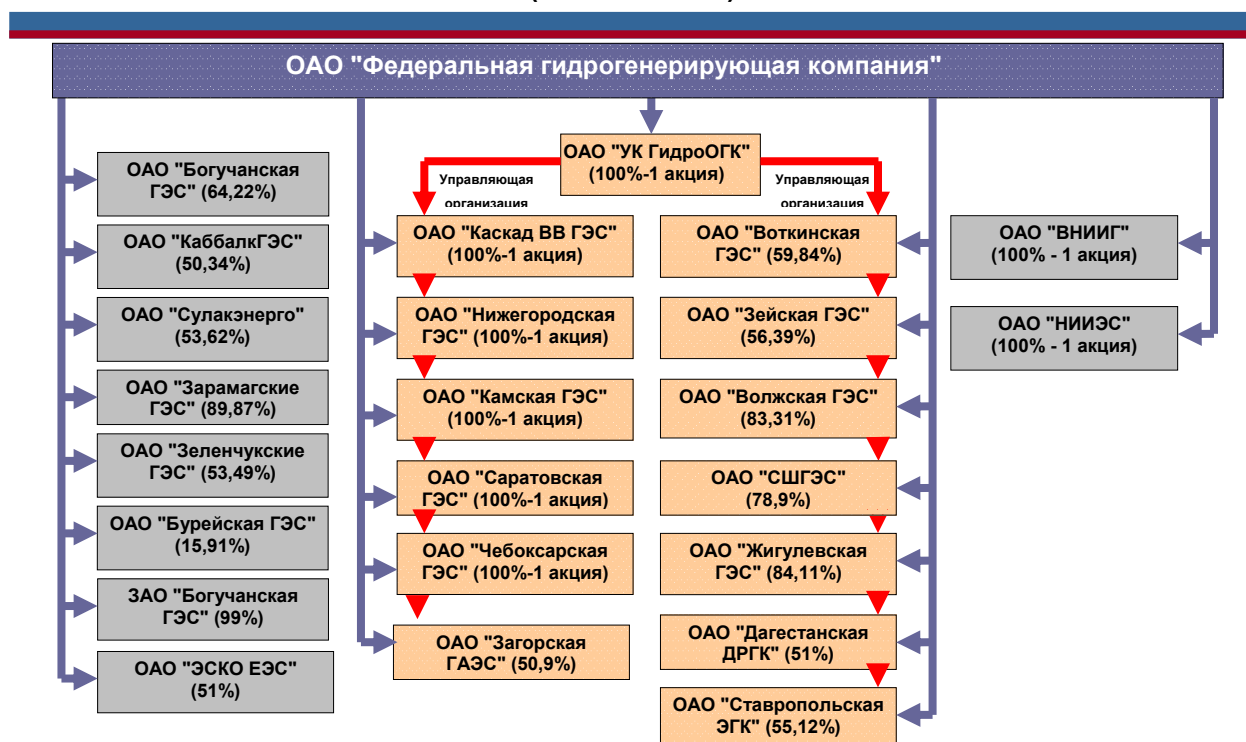 ОАО "Федеральная гидрогенерирующая компания"
ОАО "УК ГидроОГК"
(100%-1 акция)
Управляющая
организация
Управляющая
организация
ОАО "Богучанская
ГЭС" (64,22%)
ОАО "КаббалкГЭС"
(50,34%)
ОАО "Сулакэнерго"
(53,62%)
ОАО "Зарамагские
ГЭС" (89,87%)
ОАО "Зеленчукские
ГЭС" (53,49%)
ОАО "Бурейская ГЭС"
(15,91%)
ЗАО "Богучанская
ГЭС" (99%)
ОАО "ЭСКО ЕЭС"
(51%)
ОАО "Каскад ВВ ГЭС"
(100%-1 акция)
ОАО "Нижегородская
ГЭС" (100%-1 акция)
ОАО "Камская ГЭС"
(100%-1 акция)
ОАО "Саратовская
ГЭС" (100%-1 акция)
ОАО "Чебоксарская
ГЭС" (100%-1 акция)
ОАО "Загорская
ГАЭС" (50,9%)
ОАО "Воткинская
ГЭС" (59,84%)
ОАО "Зейская ГЭС"
(56,39%)
ОАО "Волжская ГЭС"
(83,31%)
ОАО "СШГЭС"
(78,9%)
ОАО "Жигулевская
ГЭС" (84,11%)
ОАО "Дагестанская
ДРГК" (51%)
ОАО "Ставропольская
ЭГК" (55,12%)
ОАО "ВНИИГ"
(100% - 1 акция)
ОАО "НИИЭС"
(100% - 1 акция)